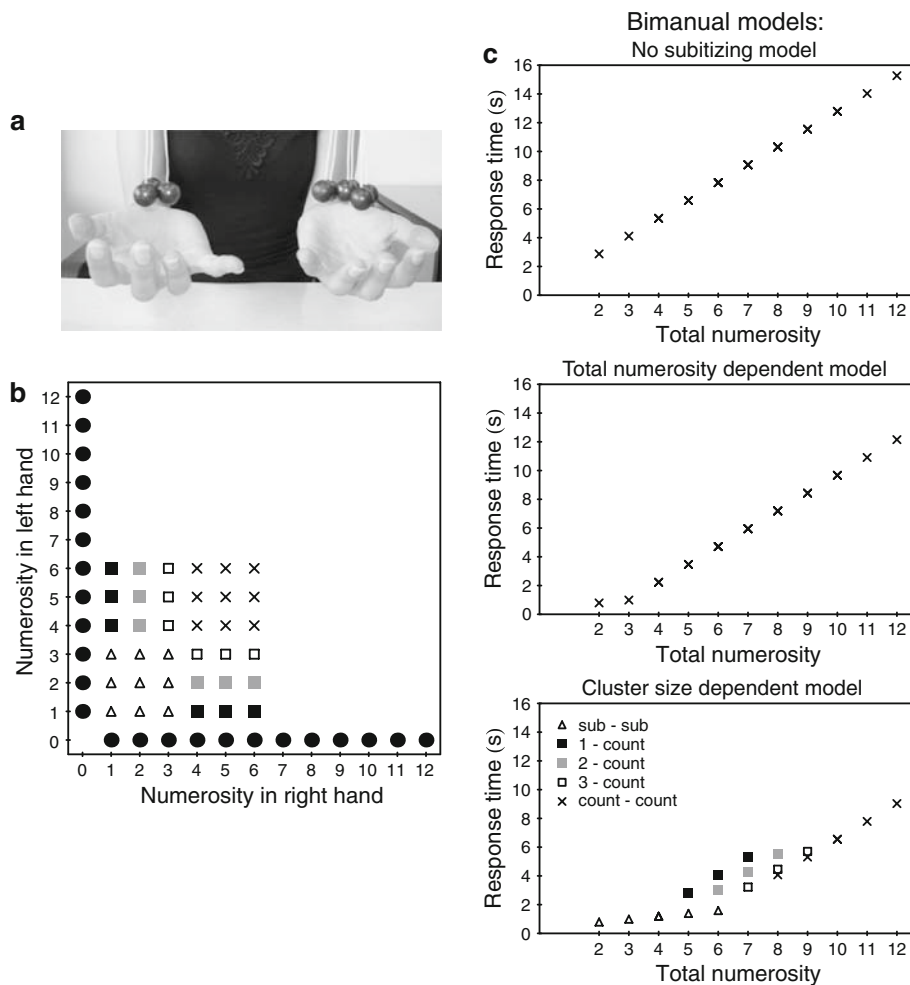 a
b
12
11
10
9
8
7
6
5
4
3
2
1
0
Numerosity in left hand
0 1 2 3 4 5 6 7 8 9 10 11 12
Numerosity in right hand
Bimanual models:
c
No subitizing model
16
14
12
10
8
6
4
2
0
Response time (s)
2 3 4 5 6 7 8 9 10 11 12
Total numerosity
Total numerosity dependent model
16
14
12
10
8
6
4
2
0
Response time (s)
2 3 4 5 6 7 8 9 10 11 12
Total numerosity
Cluster size dependent model
16
14
12
10
8
6
4
2
0
Response time (s)
sub - sub
1 - count
2 - count
3 - count
count - count
2 3 4 5 6 7 8 9 10 11 12
Total numerosity